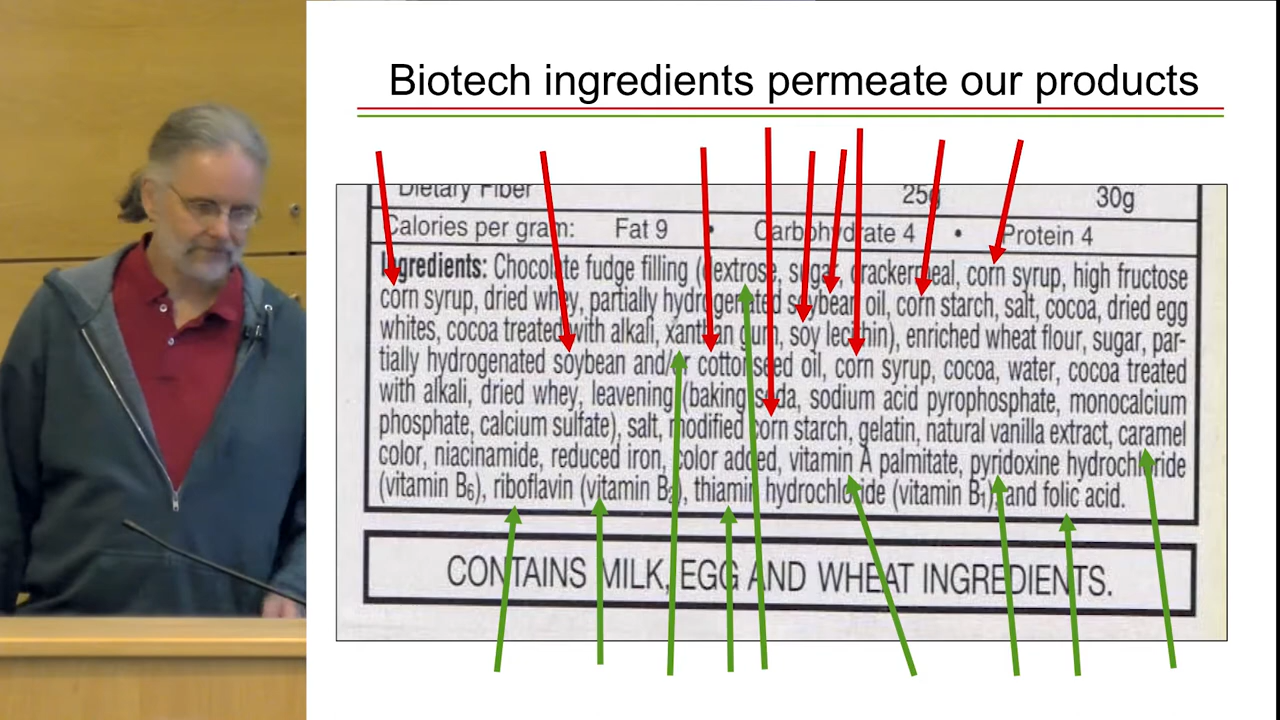 Biotech ingredients permeate our products
Dietary Fiber 25g 30g
Calories per gram: Fat 9 • Carbohydrate 4 • Protein 4
Ingredients: Chocolate fudge filling (dextrose, sugar, crackermeal, corn syrup, high fructose
corn syrup, dried whey, partially hydrogenated soybean oil, corn starch, salt, cocoa, dried egg
whites, cocoa treated with alkali, xanthan gum, soy lecithin), enriched wheat flour, sugar, par-
tially hydrogenated soybean and/or cottonseed oil, corn syrup, cocoa, water, cocoa treated
with alkali, dried whey, leavening (baking soda, sodium acid pyrophosphate, monocalcium
phosphate, calcium sulfate), salt, modified corn starch, gelatin, natural vanilla extract, caramel
color, niacinamide, reduced iron, color added, vitamin A palmitate, pyridoxine hydrochloride
(vitamin B6), riboflavin (vitamin B2), thiamin hydrochloride (vitamin B1), and folic acid.
CONTAINS MILK, EGG AND WHEAT INGREDIENTS.